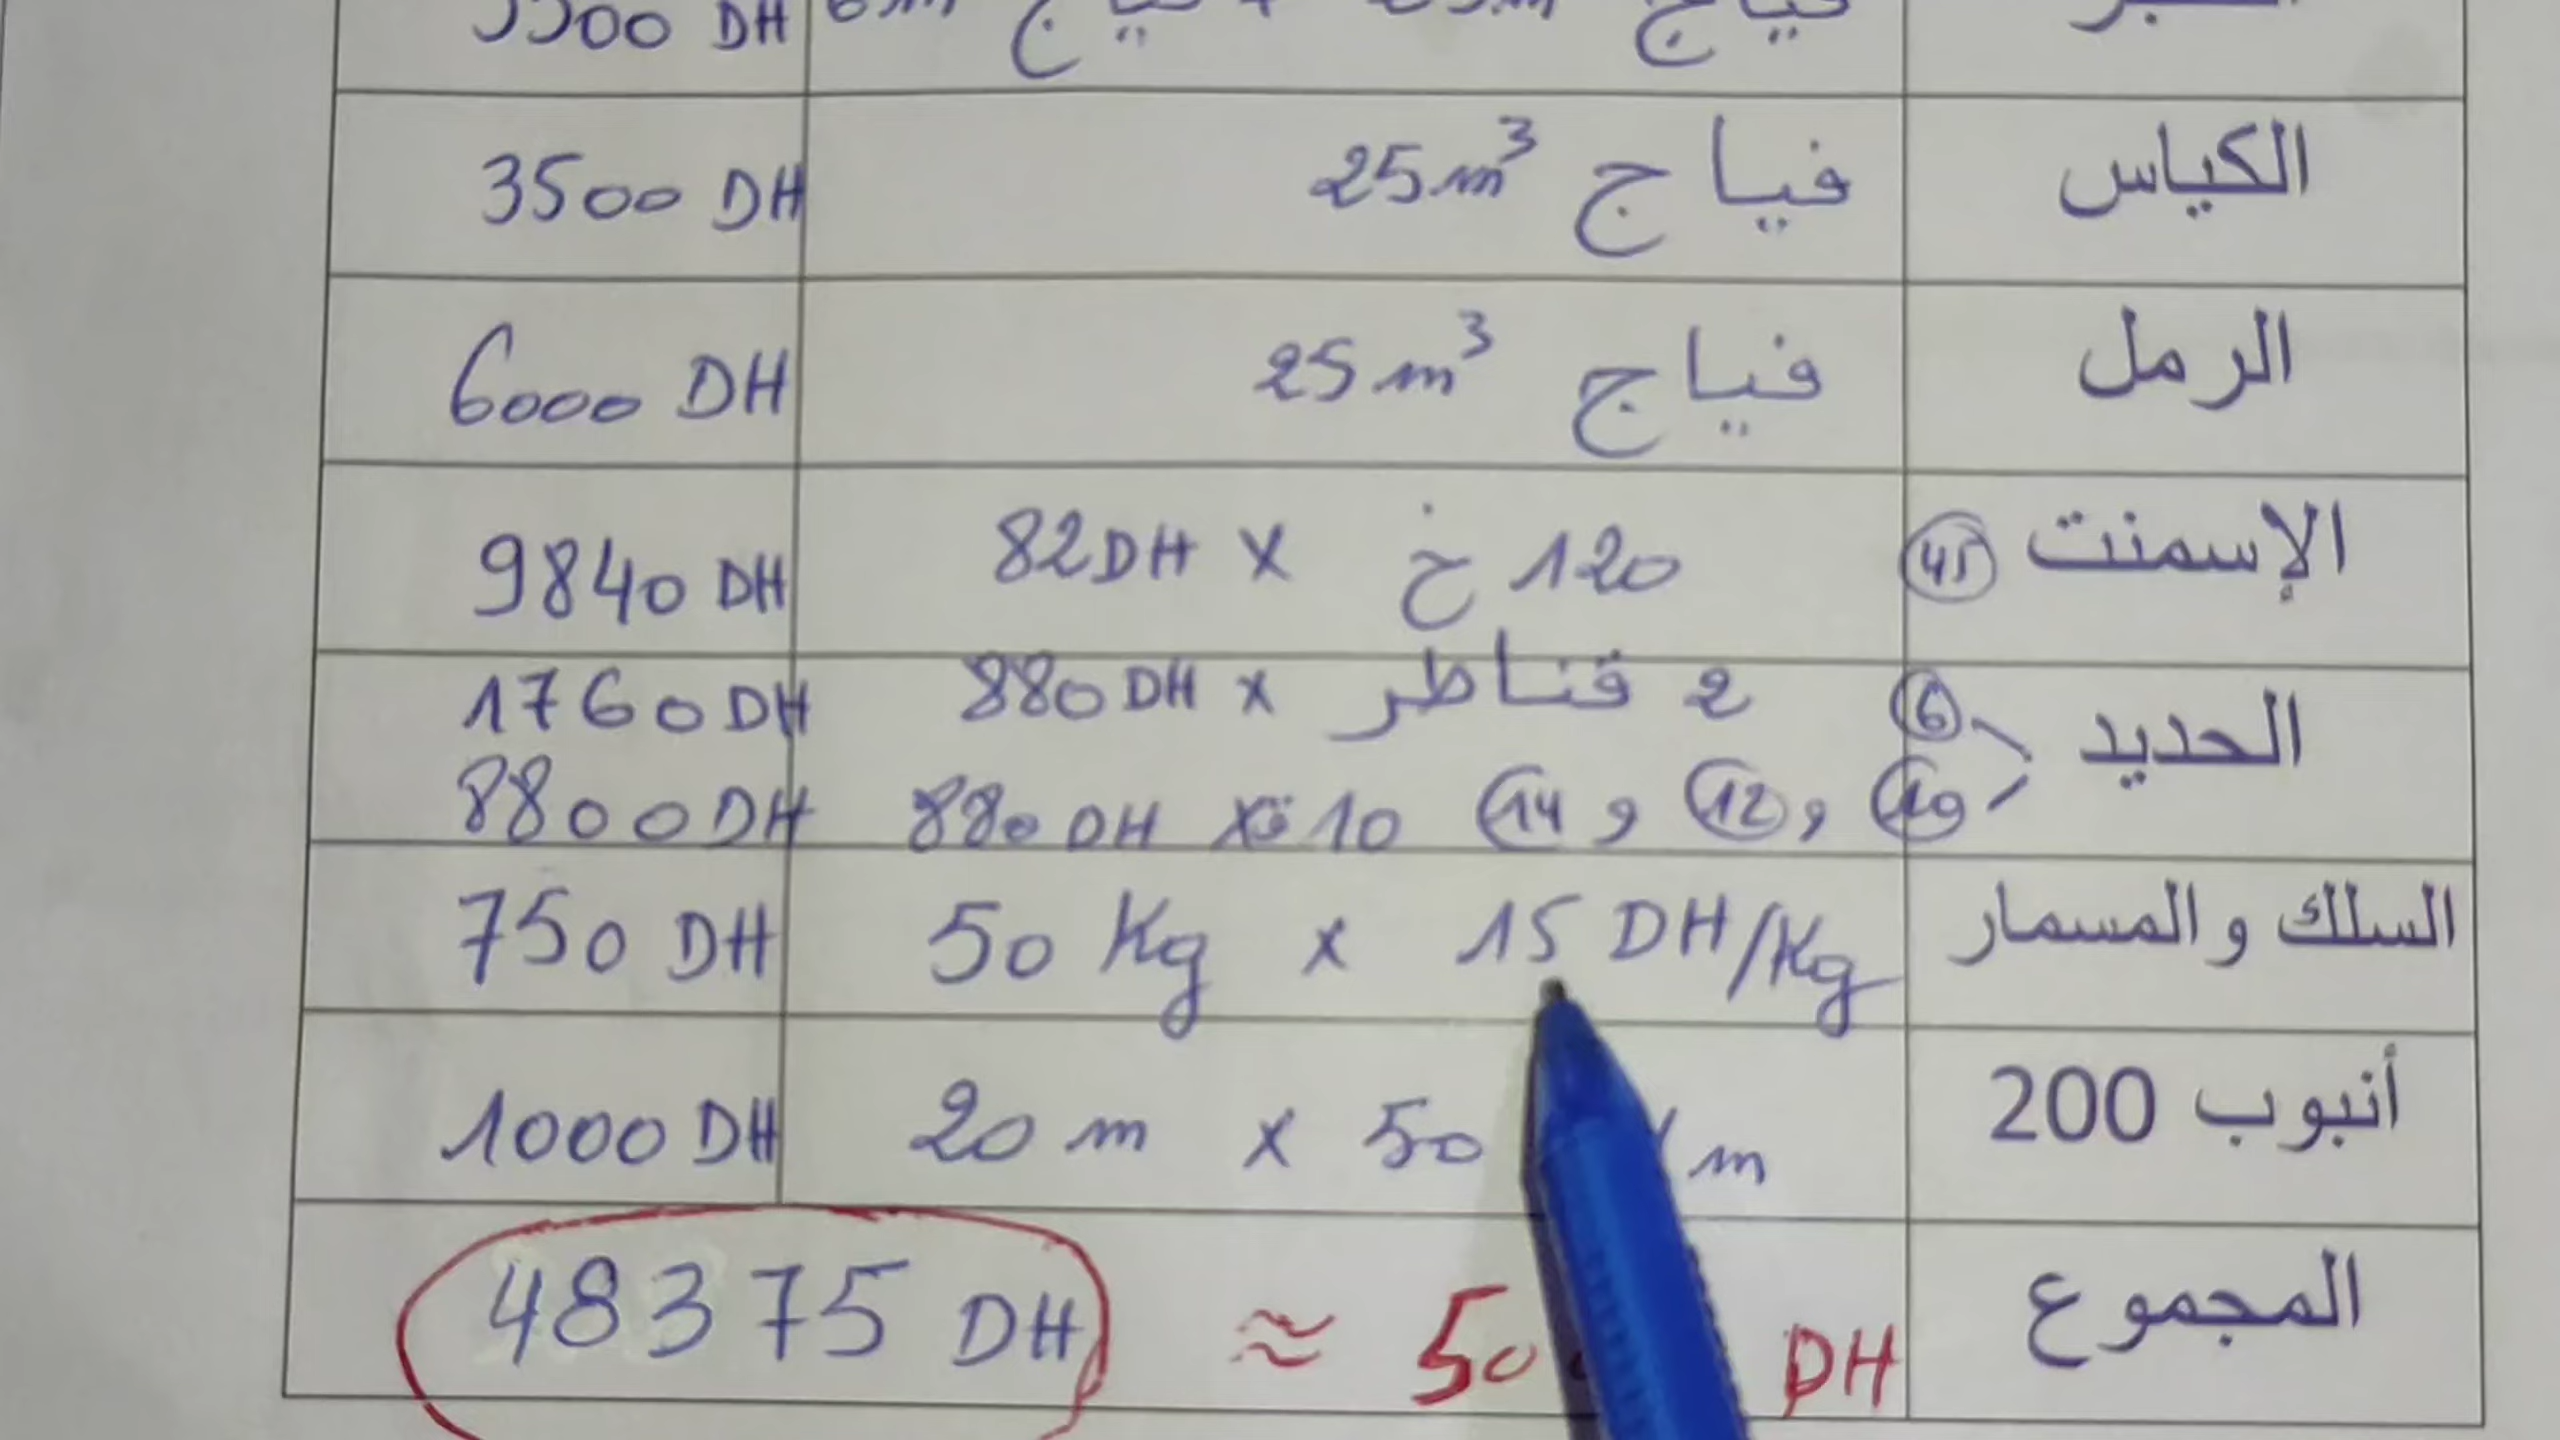 الكياس فياج 25m³ 3500 DH
الرمل فياج 25m³ 6000 DH
الإسمنت 45 120 خ × 82DH 9840 DH
الحديد 6 2 قناطر × 880 DH 1760 DH
10 و 12 و 14 10 ق × 880 DH 8800 DH
السلك والمسمار 50 Kg × 15 DH/Kg 750 DH
أنبوب 200 20 m × 50 m 1000 DH
المجموع 48375 DH ≈ DH